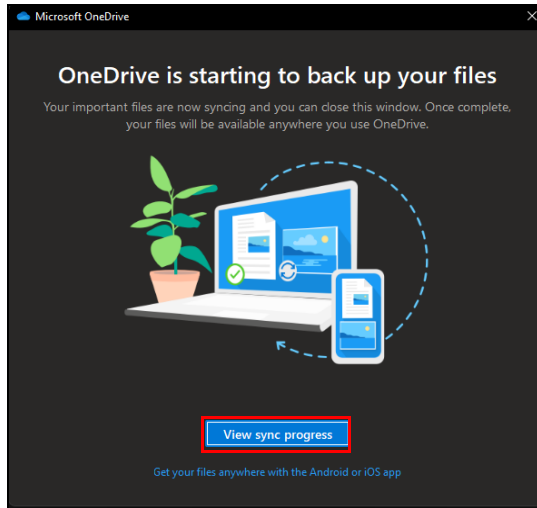 Microsoft OneDrive
OneDrive is starting to back up your files
Your important files are now syncing and you can close this window. Once complete,
your files will be available anywhere you use OneDrive.
View sync progress
Get your files anywhere with the Android or iOS app